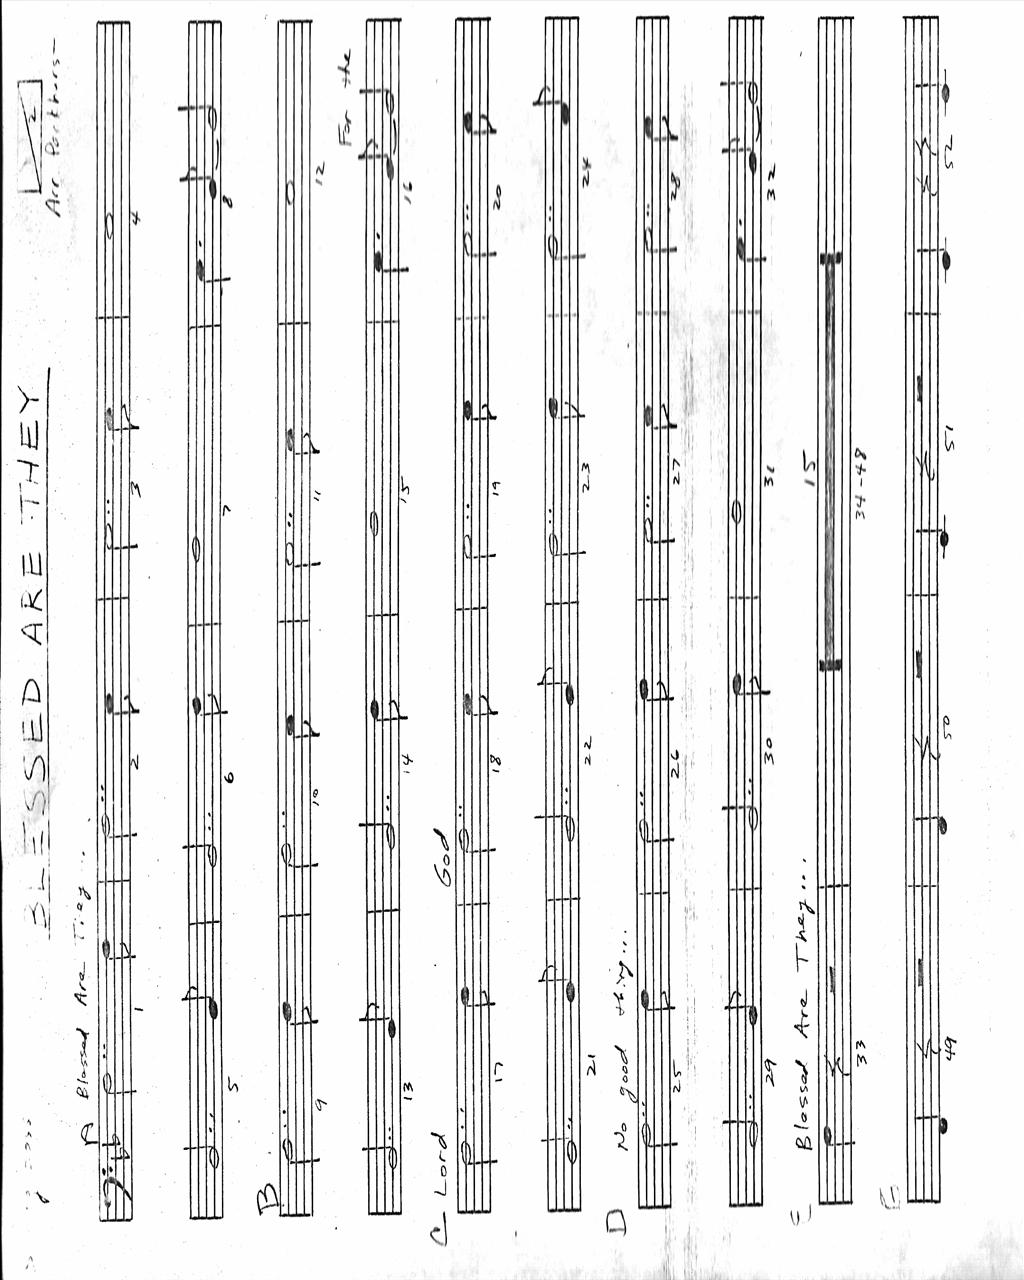 BLESSED ARE THEY
2
Arr
A
Blessed Are They...
1 2 3 4
5 6 7 8
B
9 10 11 12
For the
13 14 15 16
C Lord God
17 18 19 20
21 22 23 24
D No good thing...
25 26 27 28
29 30 31 32
E Blessed Are They... 15
33 34-48
49 50 51 52